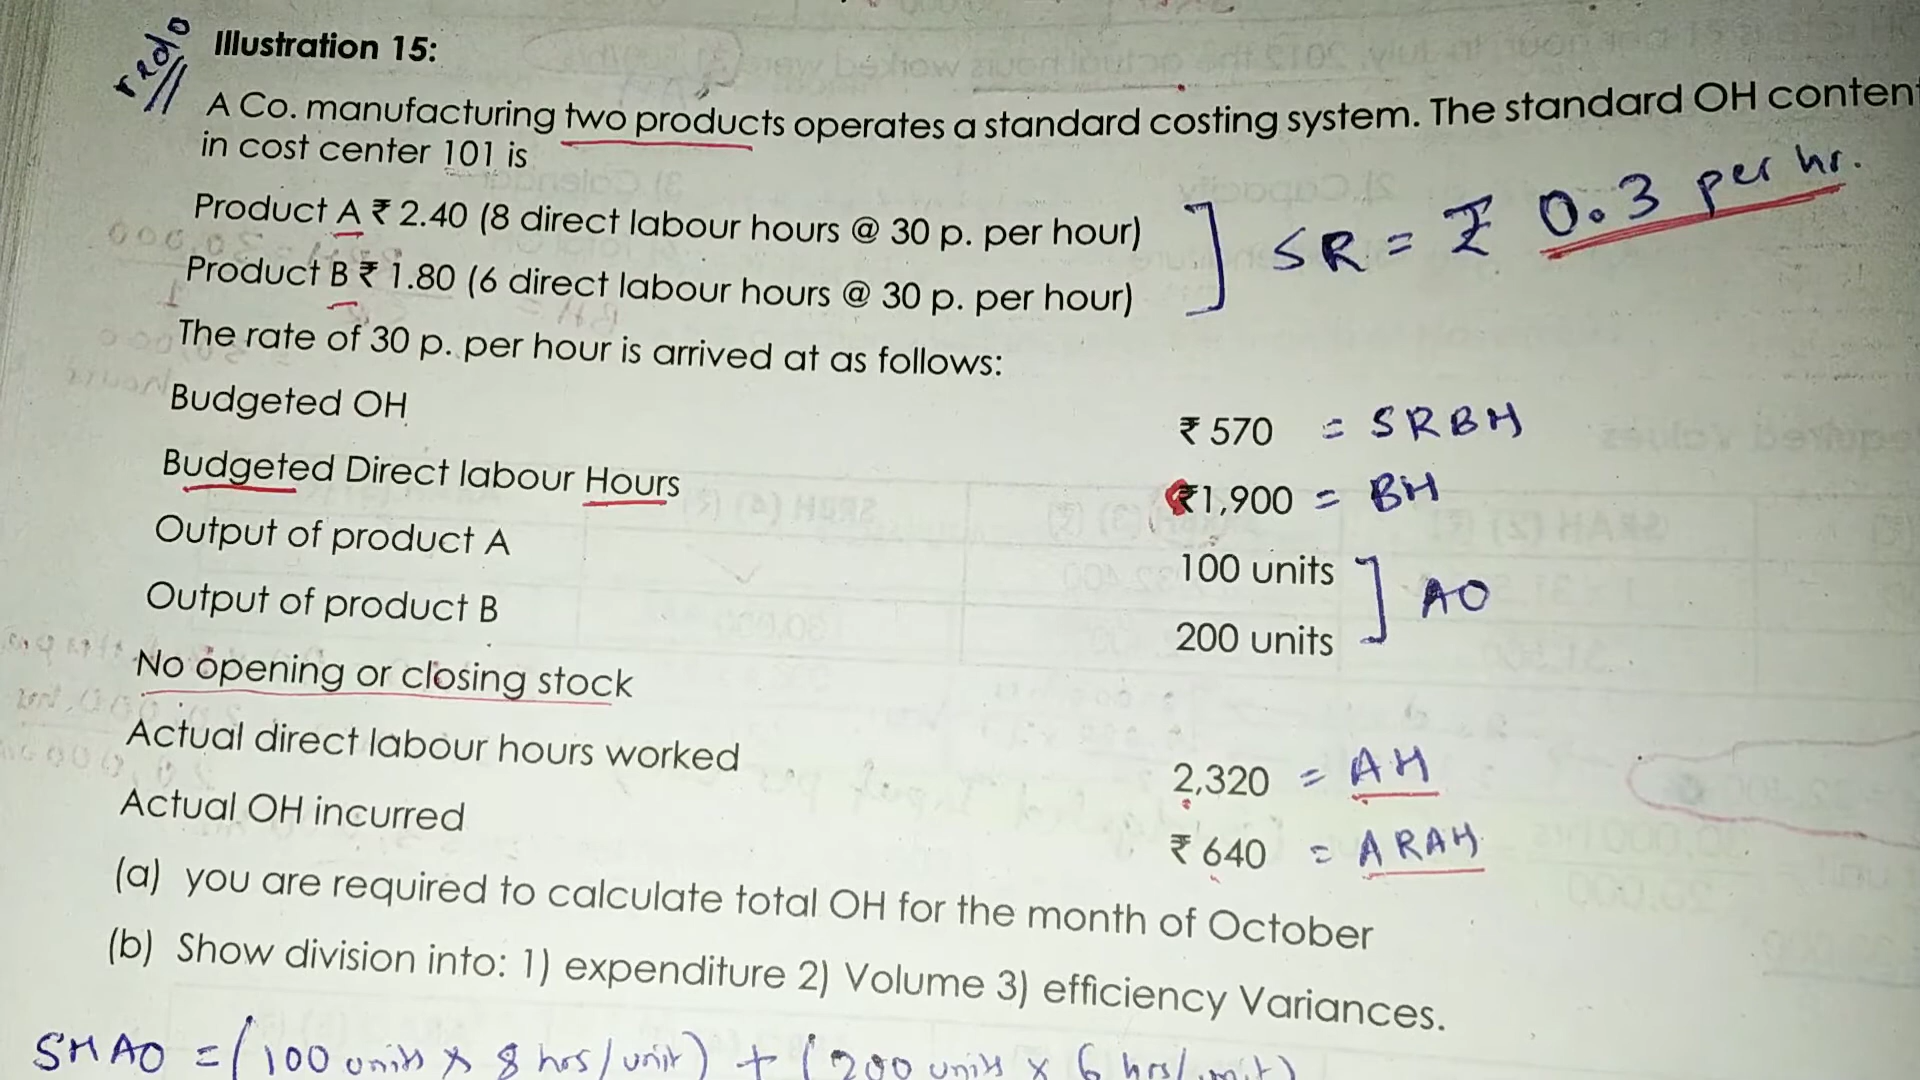 redo
Illustration 15:
A Co. manufacturing two products operates a standard costing system. The standard OH content
in cost center 101 is
Product A ₹ 2.40 (8 direct labour hours @ 30 p. per hour)
Product B ₹ 1.80 (6 direct labour hours @ 30 p. per hour)
SR = ₹ 0.3 per hr.
The rate of 30 p. per hour is arrived at as follows:
Budgeted OH ₹ 570 = SRBH
Budgeted Direct labour Hours ₹1,900 = BH
Output of product A 100 units
Output of product B 200 units
AO
No opening or closing stock
Actual direct labour hours worked 2,320 = AH
Actual OH incurred ₹ 640 = ARAH
(a) you are required to calculate total OH for the month of October
(b) Show division into: 1) expenditure 2) Volume 3) efficiency Variances.
SHAO = (100 units x 8 hrs/unit) + (200 units x 6 hrs/unit)